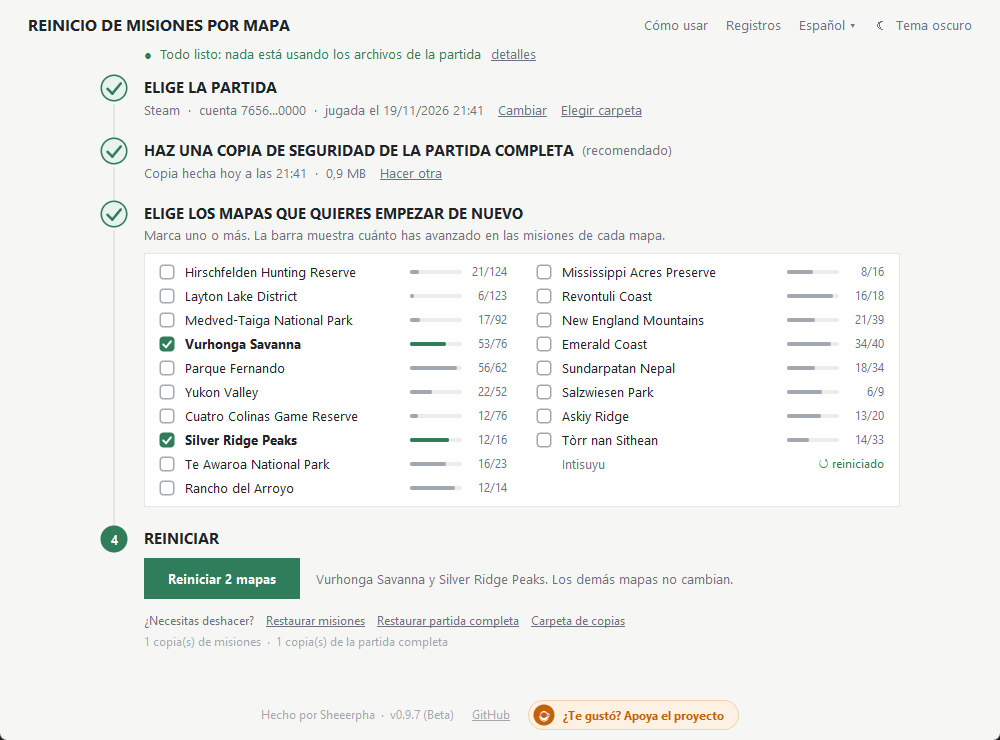 REINICIO DE MISIONES POR MAPA
Cómo usar Registros Español ▾ ☾ Tema oscuro
● Todo listo: nada está usando los archivos de la partida detalles
ELIGE LA PARTIDA
Steam · cuenta 7656...0000 · jugada el 19/11/2026 21:41 Cambiar Elegir carpeta
HAZ UNA COPIA DE SEGURIDAD DE LA PARTIDA COMPLETA (recomendado)
Copia hecha hoy a las 21:41 · 0,9 MB Hacer otra
ELIGE LOS MAPAS QUE QUIERES EMPEZAR DE NUEVO
Marca uno o más. La barra muestra cuánto has avanzado en las misiones de cada mapa.
Hirschfelden Hunting Reserve 21/124
Layton Lake District 6/123
Medved-Taiga National Park 17/92
Vurhonga Savanna 53/76
Parque Fernando 56/62
Yukon Valley 22/52
Cuatro Colinas Game Reserve 12/76
Silver Ridge Peaks 12/16
Te Awaroa National Park 16/23
Rancho del Arroyo 12/14
Mississippi Acres Preserve 8/16
Revontuli Coast 16/18
New England Mountains 21/39
Emerald Coast 34/40
Sundarpatan Nepal 18/34
Salzwiesen Park 6/9
Askiy Ridge 13/20
Tòrr nan Sithean 14/33
Intisuyu reiniciado
4 REINICIAR
Reiniciar 2 mapas Vurhonga Savanna y Silver Ridge Peaks. Los demás mapas no cambian.
¿Necesitas deshacer? Restaurar misiones Restaurar partida completa Carpeta de copias
1 copia(s) de misiones · 1 copia(s) de la partida completa
Hecho por Sheeerpha · v0.9.7 (Beta) GitHub ¿Te gustó? Apoya el proyecto